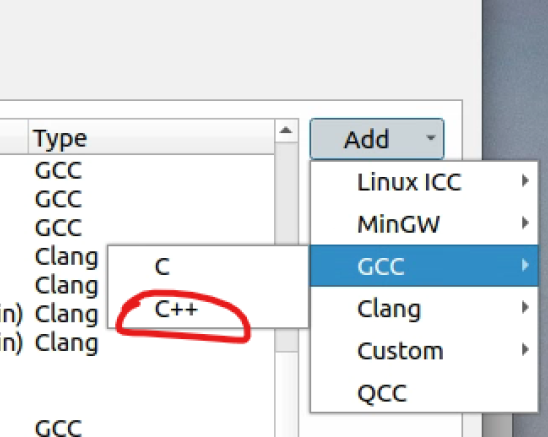 Type
Add
GCC
GCC
GCC
Clang
Clang
in) Clang
in) Clang
GCC
Linux ICC
MinGW
GCC
Clang
Custom
QCC
C
C++